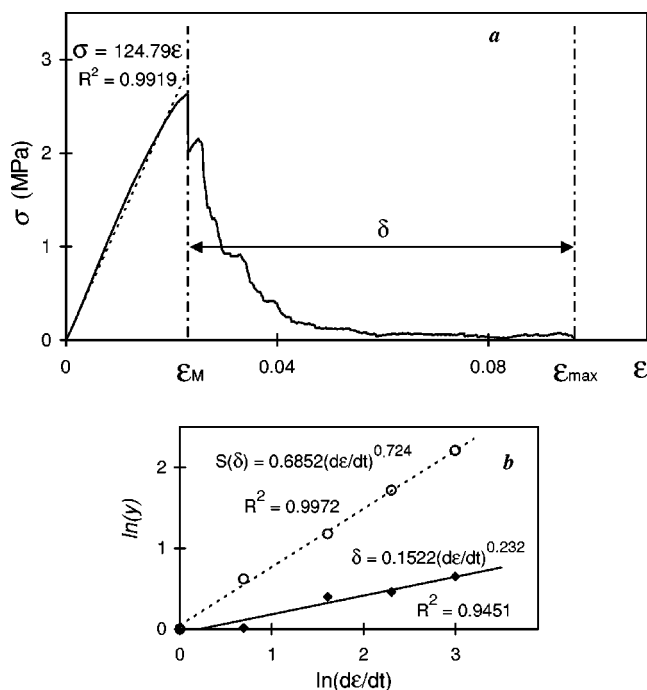 a
σ = 124.79ε
R² = 0.9919
3
2
1
0
σ (MPa)
δ
0
ε_M
0.04
0.08
ε_max
ε
b
S(δ) = 0.6852(dε/dt)^0.724
R² = 0.9972
δ = 0.1522(dε/dt)^0.232
R² = 0.9451
2
1
0
ln(y)
0
1
2
3
ln(dε/dt)